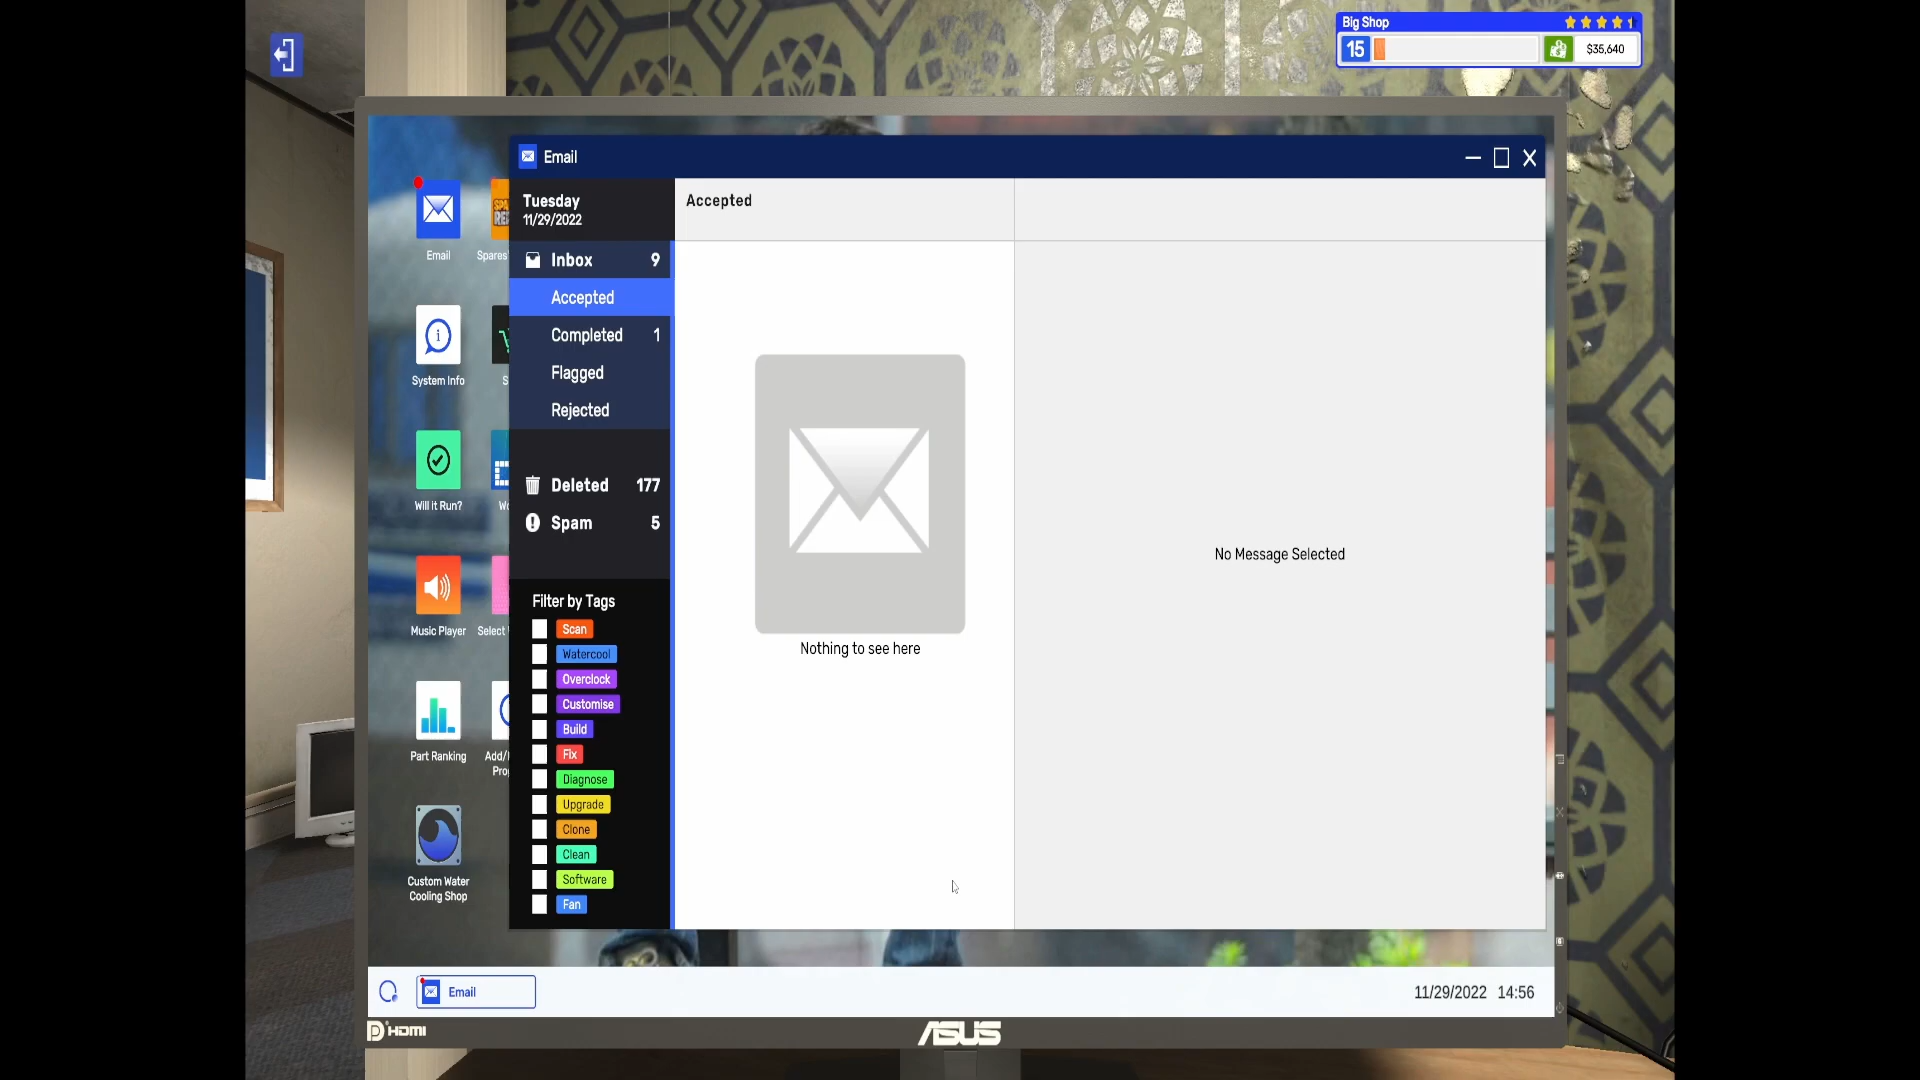 Big Shop
15
$35,640
Email
Tuesday
11/29/2022
Accepted
Inbox 9
Accepted
Completed 1
Flagged
Rejected
Deleted 177
Spam 5
Filter by Tags
Scan
Watercool
Overclock
Customise
Build
Fix
Diagnose
Upgrade
Clone
Clean
Software
Fan
Nothing to see here
No Message Selected
Email
Spares
System Info
Will it Run?
Music Player
Select
Part Ranking
Add/
Custom Water
Cooling Shop
Email
11/29/2022 14:56
HDMI
ASUS